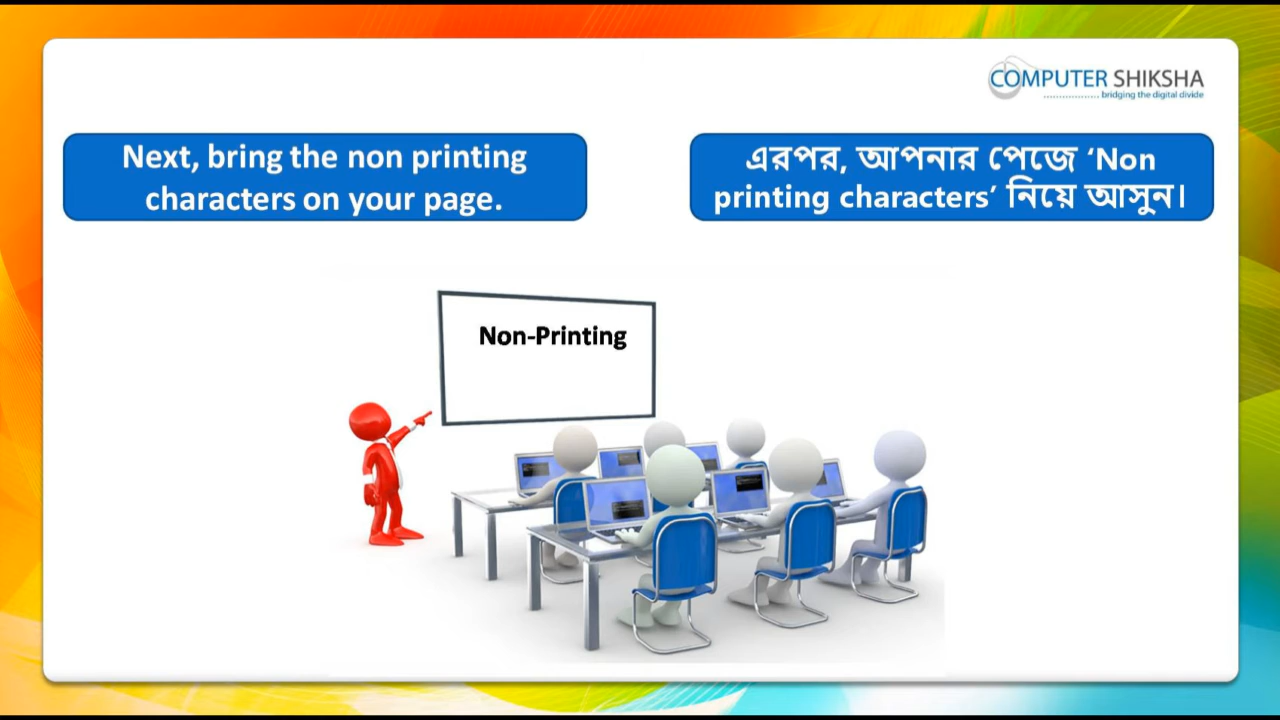 COMPUTER SHIKSHA
bridging the digital divide
Next, bring the non printing
characters on your page.
এরপর, আপনার পেজে ‘Non
printing characters’ নিয়ে আসুন।
Non-Printing